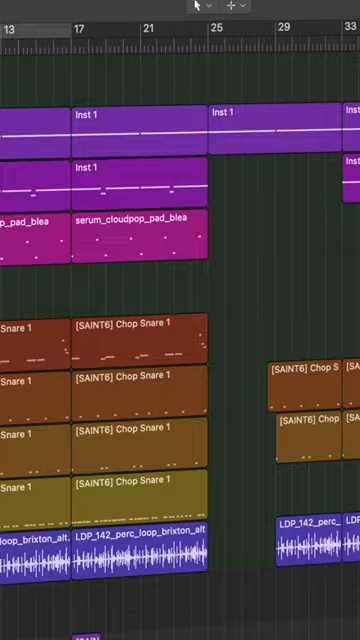 13 17 21 25 29 33
Inst 1 Inst 1
Inst 1
p_pad_blea serum_cloudpop_pad_blea
Snare 1 [SAINT6] Chop Snare 1
Snare 1 [SAINT6] Chop Snare 1 [SAINT6] Chop S
Snare 1 [SAINT6] Chop Snare 1 [SAINT6] Chop
Snare 1 [SAINT6] Chop Snare 1
loop_brixton_alt. LDP_142_perc_loop_brixton_alt LDP_142_perc_